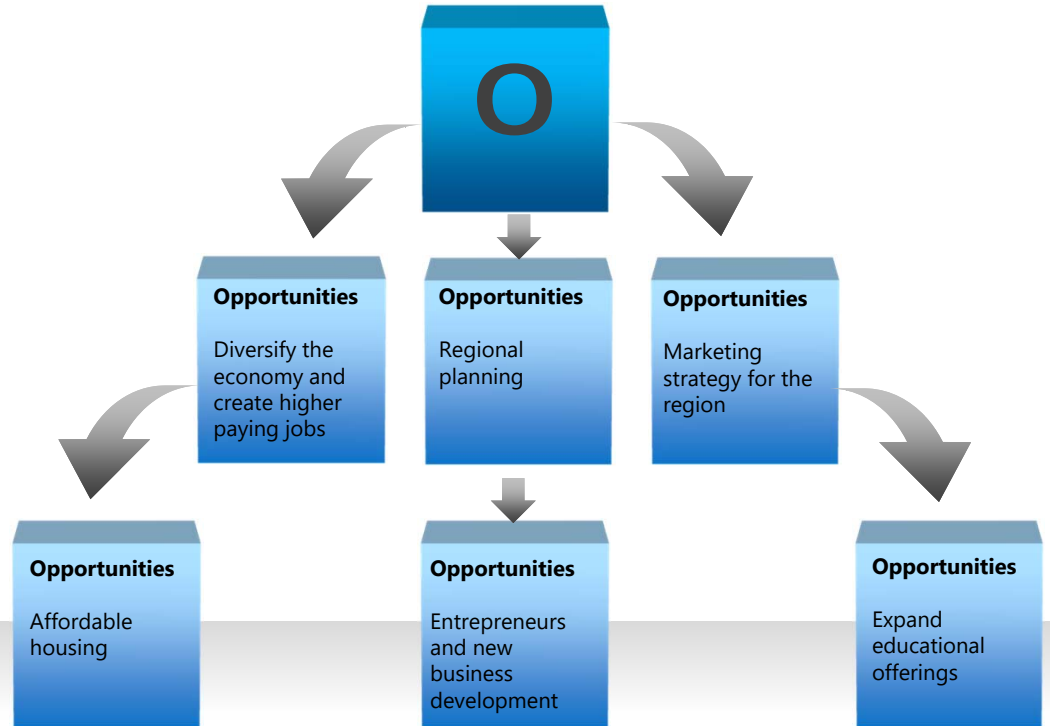 O
Opportunities
Diversify the
economy and
create higher
paying jobs
Opportunities
Regional
planning
Opportunities
Marketing
strategy for the
region
Opportunities
Affordable
housing
Opportunities
Entrepreneurs
and new
business
development
Opportunities
Expand
educational
offerings